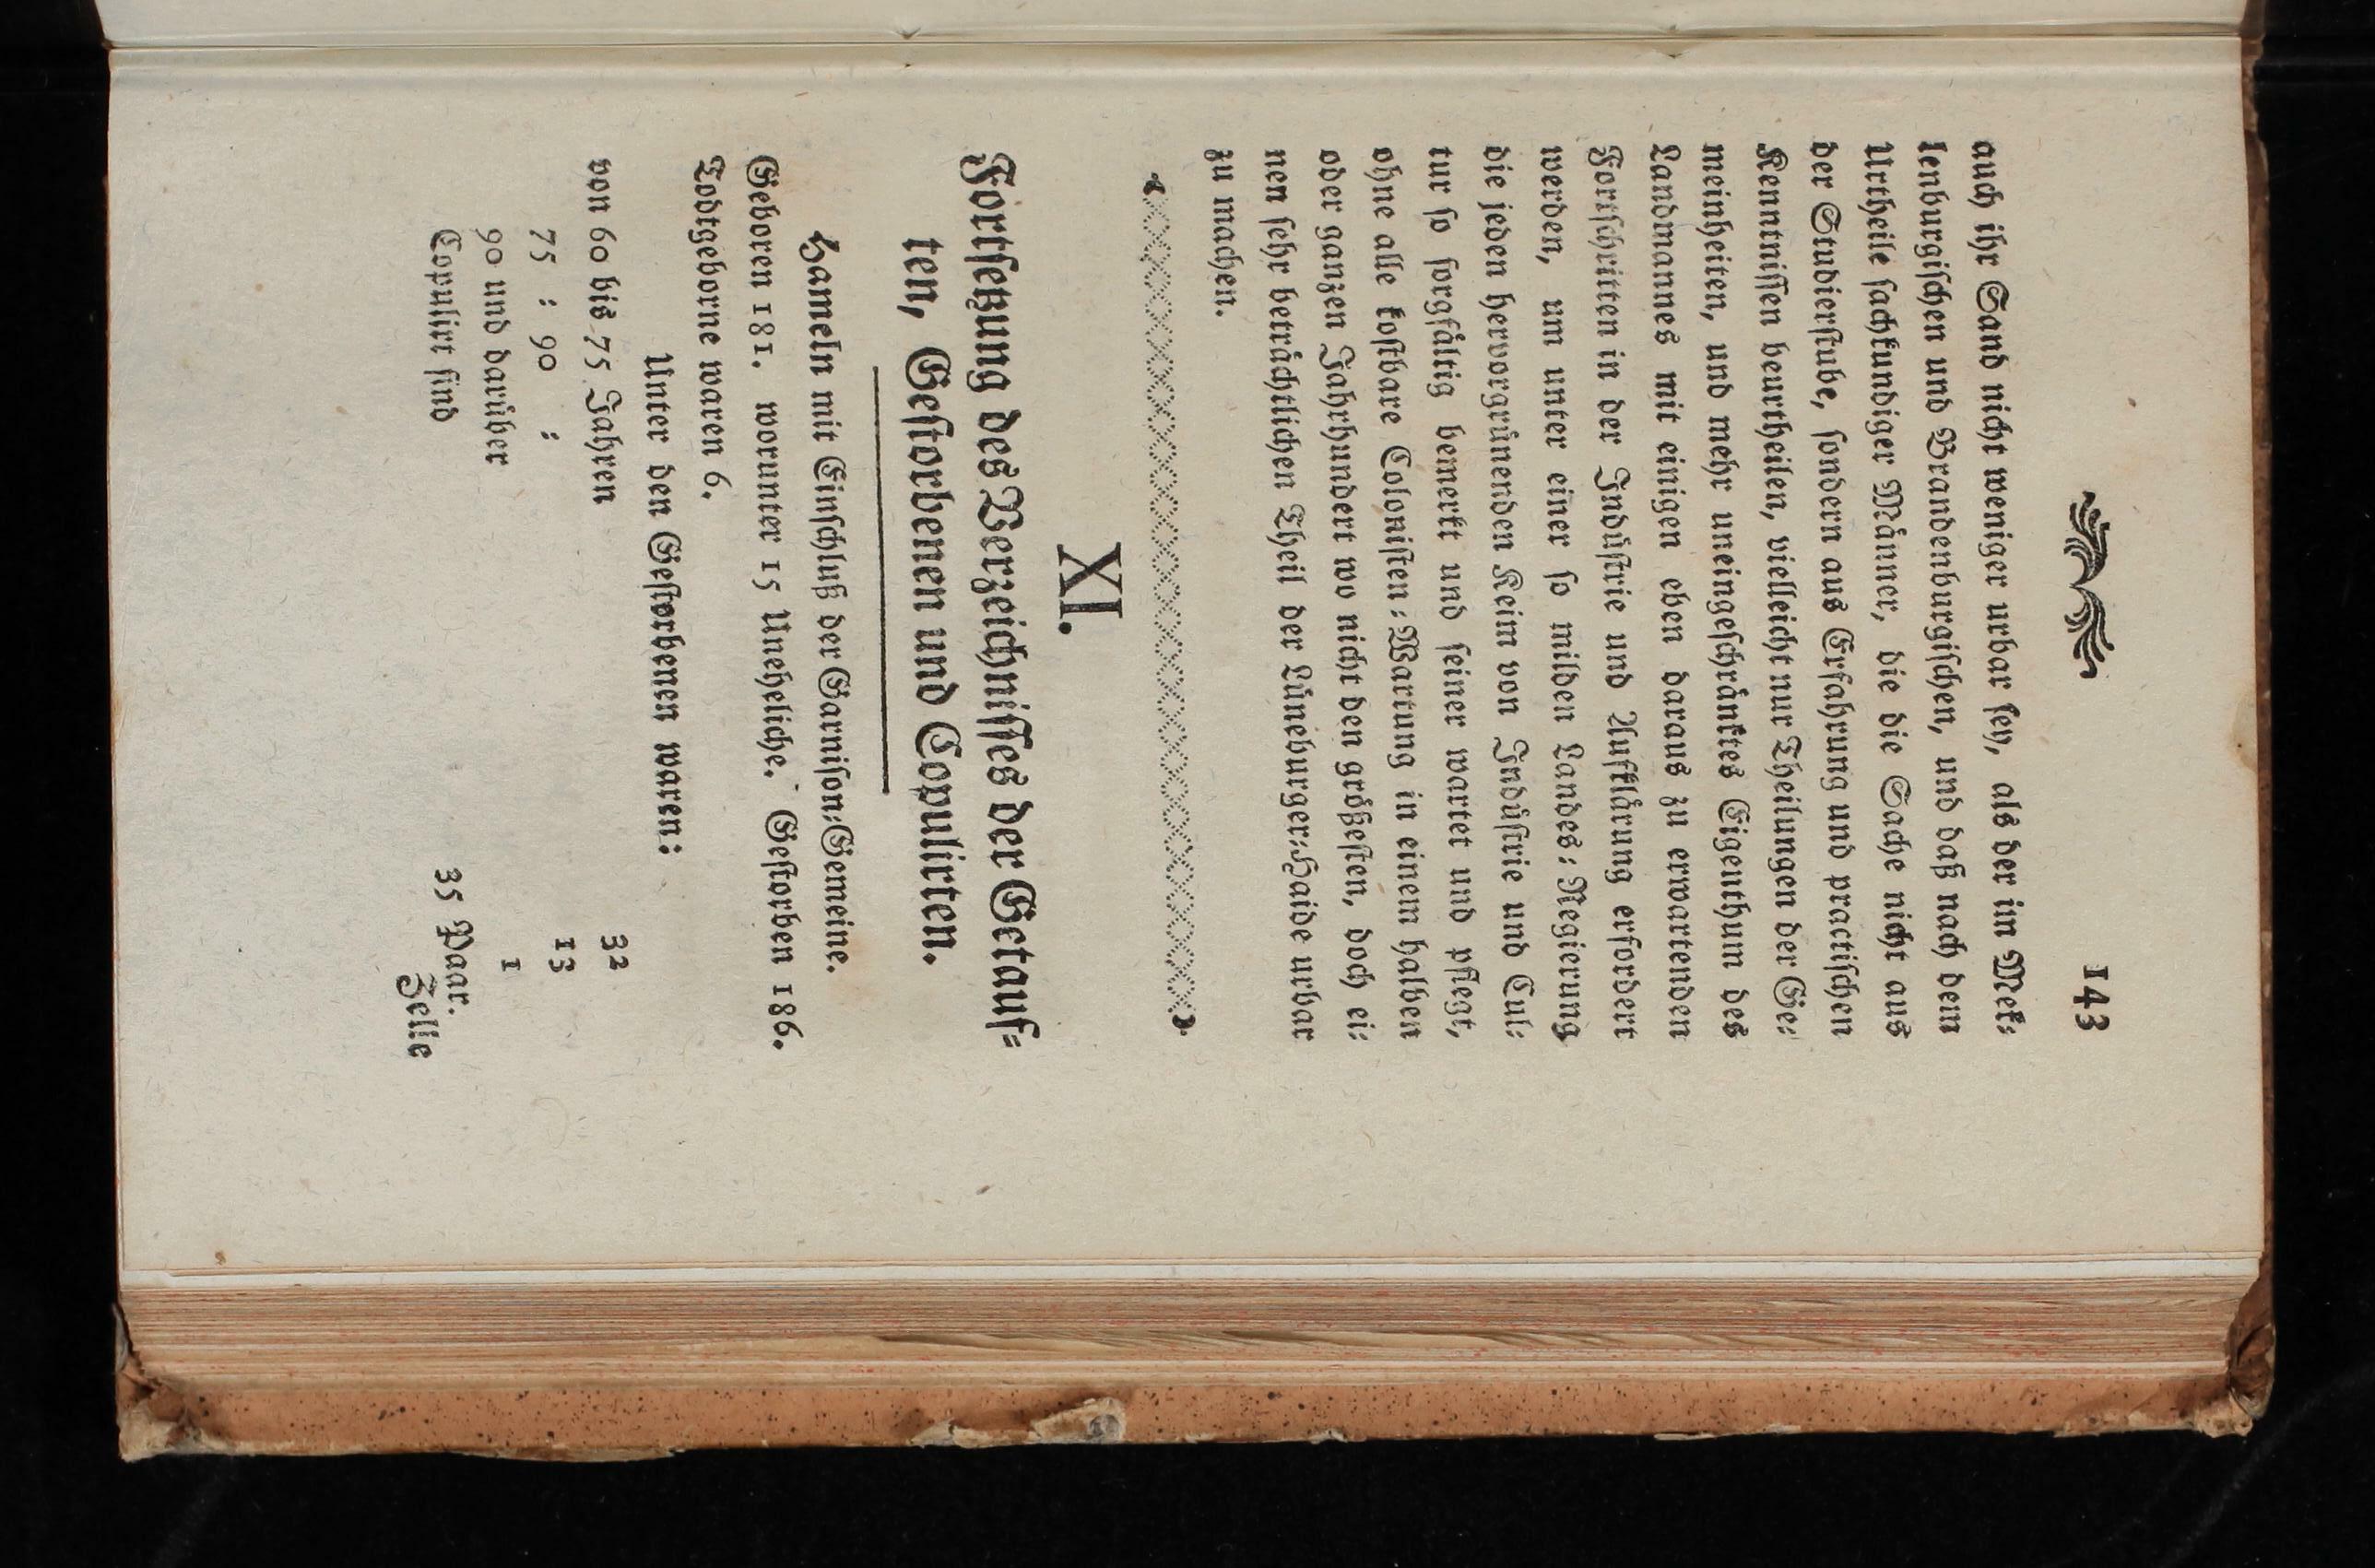 143
auch ihr Sand nicht weniger urbar sey, als der im Mek⸗
lenburgischen und Brandenburgischen, und daß nach dem
Urtheile sachkundiger Männer, die die Sache nicht aus
der Studierstube, sondern aus Erfahrung und practischen
Kenntnissen beurtheilen, vielleicht nur Theilungen der Ge⸗
meinheiten, und mehr uneingeschränktes Eigenthum des
Landmannes mit einigen eben daraus zu erwartenden
Fortschritten in der Indüstrie und Aufklärung erfordert
werden, um unter einer so milden Landes⸗Regierung
die jeden hervorgrünenden Keim von Indüstrie und Cul⸗
tur so sorgfältig bemerkt und seiner wartet und pflegt,
ohne alle kostbare Colonisten⸗Wartung in einem halben
oder ganzen Jahrhundert wo nicht den größesten, doch ei⸗
nen sehr beträchtlichen Theil der Lüneburger⸗Haide urbar
zu machen.
XI.
Fortsetzung des Verzeichnisses der Getauf⸗
ten, Gestorbenen und Copulirten.
Hameln mit Einschluß der Garnison⸗Gemeine.
Geboren 181. worunter 15 Uneheliche. Gestorben 186.
Todtgeborne waren 6.
Unter den Gestorbenen waren:
von 60 bis 75 Jahren 32
75 ⸗ 90 ⸗ 13
90 und darüber 1
Copulirt sind 35 Paar.
Zelle